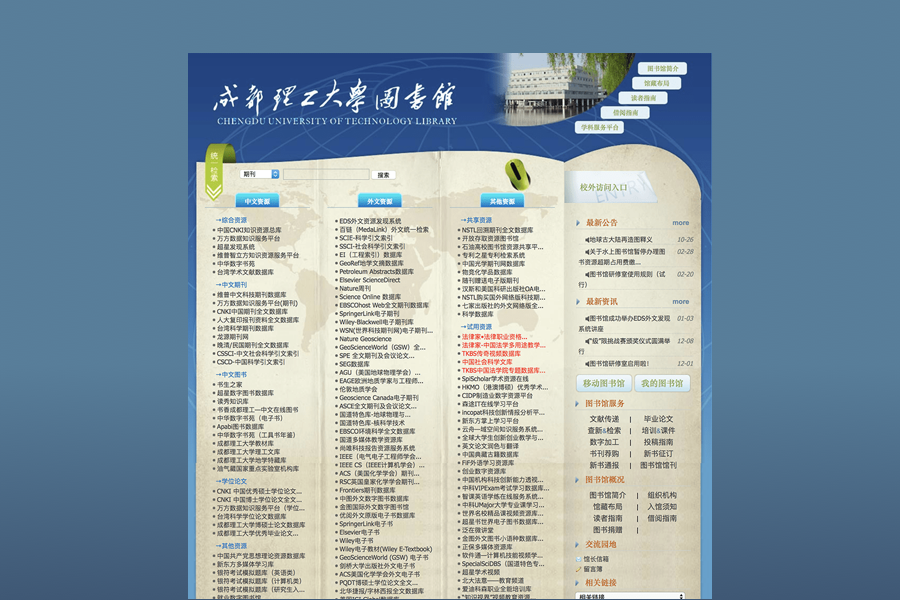 成都理工大學圖書館
CHENGDU UNIVERSITY OF TECHNOLOGY LIBRARY
图书馆简介
馆藏布局
读者指南
借阅指南
学科服务平台
统一检索
期刊
搜索
中文资源
外文资源
其他资源
→综合资源
中国CNKI知识资源总库
万方数据知识服务平台
超星发现系统
维普智立方知识资源服务平台
中华数字书苑
台湾学术文献数据库
→中文期刊
维普中文科技期刊数据库
万方数据知识服务平台(期刊)
CNKI中国期刊全文数据库
人大复印报刊资料全文数据库
台湾科学期刊数据库
龙源期刊网
晚清/民国期刊全文数据库
CSSCI-中文社会科学引文索引
CSCD-中国科学引文索引
→中文图书
书生之家
超星数字图书数据库
读秀知识库
书香成都理工—中文在线图书
中华数字书苑（电子书）
Apabi图书数据库
中华数字书苑（工具书年鉴）
成都理工大学教材库
成都理工大学理工文库
成都理工大学地学特藏库
油气藏国家重点实验室机构库
→学位论文
CNKI 中国优秀硕士学位论文...
CNKI 中国博士学位论文全文...
万方数据知识服务平台（学位...
台湾科学学位论文数据库
成都理工大学博硕士论文数据库
成都理工大学优秀毕业论文...
→其他资源
中国共产党思想理论资源数据库
新东方多媒体学习库
银符考试模拟题库（英语类）
银符考试模拟题库（计算机类）
银符考试模拟题库（研究生入...
EDS外文资源发现系统
百链（MedaLink）外文统一检索
SCIE-科学引文索引
SSCI-社会科学引文索引
EI（工程索引）数据库
GeoRef地学文摘数据库
Petroleum Abstracts数据库
Elsevier ScienceDirect
Nature周刊
Science Online 数据库
EBSCOhost Web全文期刊数据库
SpringerLink电子期刊
Wiley-Blackwell电子期刊库
WSN(世界科技期刊网)电子期刊...
Nature Geoscience
GeoScienceWorld（GSW）全...
SPE 全文期刊及会议论文...
SEG数据库
AGU（美国地球物理学会）...
EAGE欧洲地质学家与工程师...
伦敦地质学会
Geoscience Canada电子期刊
ASCE全文期刊及会议论文...
国道特色库-地球物理与...
国道特色库-核科学技术
EBSCO环境科学全文数据库
国道多媒体教学资源库
尚唯科技报告资源服务系统
IEEE（电气电子工程师学会...
IEEE CS（IEEE计算机学会）...
ACS（美国化学学会）期刊...
RSC英国皇家化学学会期刊...
Frontiers期刊数据库
中图外文数字图书数据库
金图国际外文数字图书馆
优阅外文原版电子书数据库
SpringerLink电子书
Elsevier电子书
Wiley电子书
Wiley电子教材(Wiley E-Textbook)
GeoScienceWorld (GSW) 电子书
剑桥大学出版社外文电子书
ACS美国化学学会外文电子书
PQDT博硕士学位论文全文...
北华捷报/字林西报全文数据库
→共享资源
NSTL回溯期刊全文数据库
开放存取资源图书馆
石油高校图书馆资源共享平...
专利之星专利检索系统
中国光学期刊网数据库
物竞化学品数据库
随刊赠送电子版期刊
汉斯和美国科研出版社OA电...
NSTL购买国外网络版科技期...
七家出版社的外文网络版全...
科学数据库
→试用资源
法律家•法律职业资格...
法律家-中国法学多用途教学...
TKBS传奇视频数据库
中国社会科学文库
TKBS中国法学院专题数据库...
SpiScholar学术资源在线
HKMO（港澳博硕）优秀学术...
CIDP制造业数字资源平台
森途IT在线学习平台
incopat科技创新情报分析平...
新东方掌上学习平台
云舟—域空间知识服务系统...
全球大学生创新创业教学与...
英文论文润色与翻译
中国典藏古籍数据库
FiF外语学习资源库
创业数字资源库
中国机构科技创新能力透视...
中科VIPExam考试学习数据库...
智课英语学练在线服务系统...
中科UMajor大学专业课学习...
世界名校精品课视频资源库...
超星书世界电子图书数据库...
泛在微讲堂
金图外文图书小语种数据库...
正保多媒体资源库
软件通—计算机技能视频学...
SpecialSciDBS（国道特色专...
超星学术视频
北大法意——教育频道
爱迪科森职业全能培训库
校外访问入口
最新公告
more
地球古大陆再造图释义 10-26
关于水上图书馆暂停办理图书资源超期占用费缴... 02-28
图书馆研修室使用规则（试行） 02-20
最新资讯
more
图书馆成功举办EDS外文发现系统讲座 01-03
"级"限挑战赛颁奖仪式圆满举行 12-08
图书馆研修室启用啦! 12-01
移动图书馆
我的图书馆
图书馆服务
文献传递 | 毕业论文
查新&检索 | 培训&课件
数字加工 | 投稿指南
书刊荐购 | 新书征订
新书通报 | 图书馆馆刊
图书馆概况
图书馆简介 | 组织机构
馆藏布局 | 入馆须知
读者指南 | 借阅指南
图书捐赠 |
交流园地
馆长信箱
留言簿
相关链接
相关链接